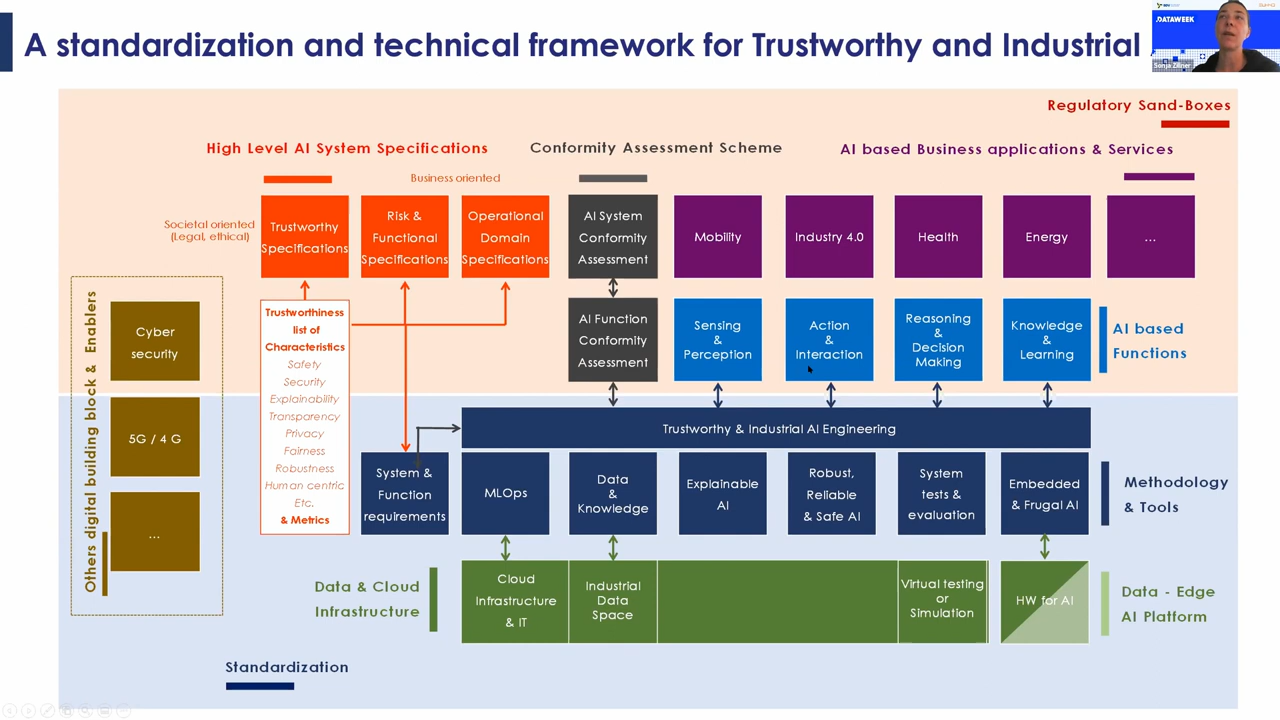 A standardization and technical framework for Trustworthy and Industrial
DATAWEEK
Sonja Zillner
Regulatory Sand-Boxes
High Level AI System Specifications
Conformity Assessment Scheme
AI based Business applications & Services
Business oriented
Societal oriented
(Legal, ethical)
Trustworthy
Specifications
Risk &
Functional
Specifications
Operational
Domain
Specifications
AI System
Conformity
Assessment
Mobility
Industry 4.0
Health
Energy
...
Others digital building block & Enablers
Cyber
security
5G / 4 G
...
Trustworthiness
list of
Characteristics
Safety
Security
Explainability
Transparency
Privacy
Fairness
Robustness
Human centric
Etc.
& Metrics
AI Function
Conformity
Assessment
Sensing
&
Perception
Action
&
Interaction
Reasoning
&
Decision
Making
Knowledge
&
Learning
AI based
Functions
Trustworthy & Industrial AI Engineering
System &
Function
requirements
MLOps
Data
&
Knowledge
Explainable
AI
Robust,
Reliable
& Safe AI
System
tests &
evaluation
Embedded
& Frugal AI
Methodology
& Tools
Data & Cloud
Infrastructure
Cloud
Infrastructure
& IT
Industrial
Data
Space
Virtual testing
or
Simulation
HW for AI
Data - Edge
AI Platform
Standardization